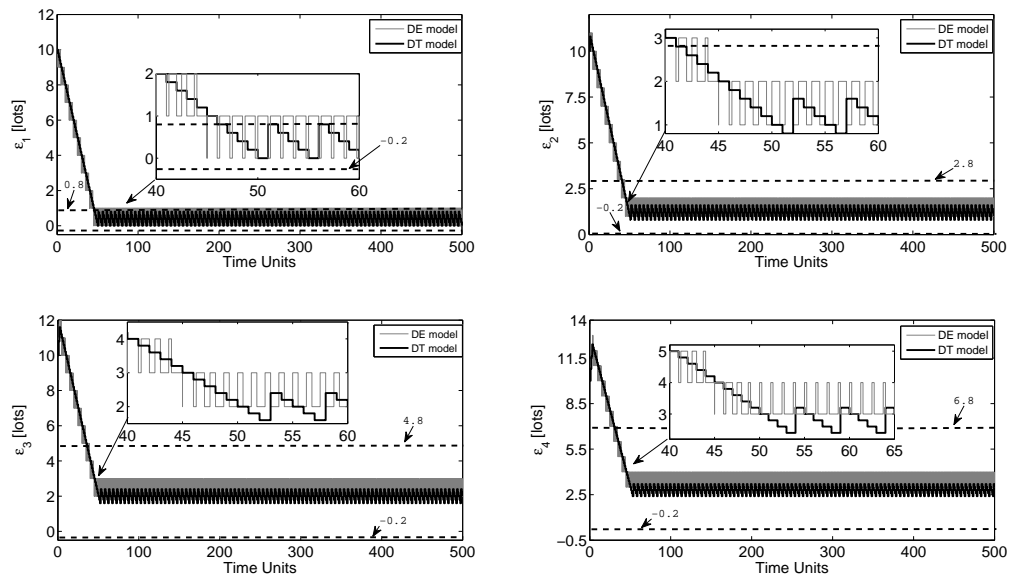 12
10
8
6
4
2
0
ε1 [lots]
DE model
DT model
2
1
0
40 50 60
-0.2
0.8
0 100 200 300 400 500
Time Units
10
7.5
5
2.5
0
ε2 [lots]
DE model
DT model
3
2
1
40 45 50 55 60
2.8
-0.2
0 100 200 300 400 500
Time Units
12
10
8
6
4
2
0
ε3 [lots]
DE model
DT model
4
3
2
40 45 50 55 60
4.8
-0.2
0 100 200 300 400 500
Time Units
14
11.5
8.5
5.5
2.5
−0.5
ε4 [lots]
DE model
DT model
5
4
3
40 45 50 55 60 65
6.8
-0.2
0 100 200 300 400 500
Time Units